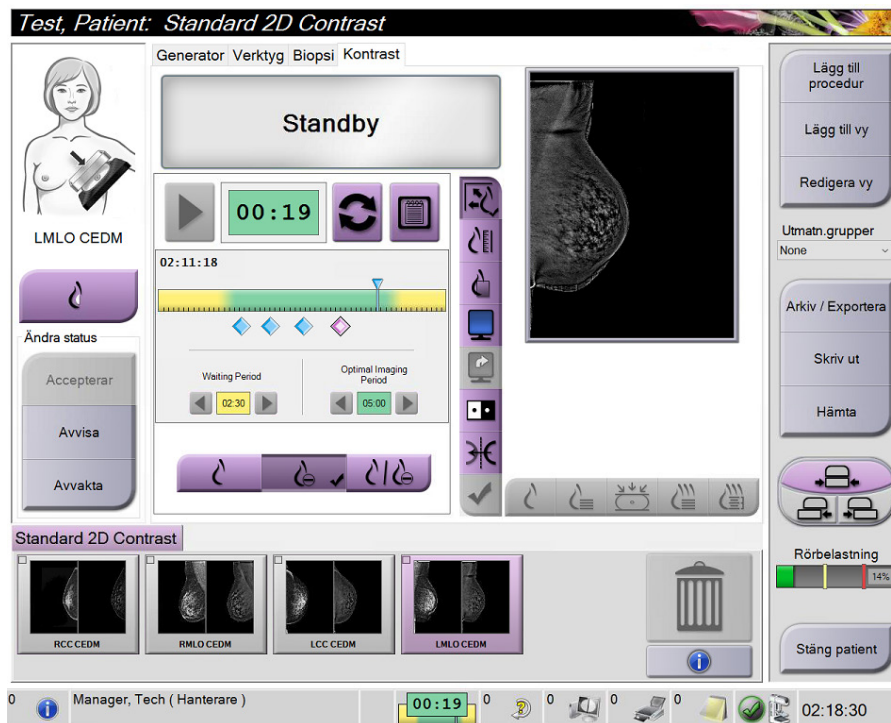 Test, Patient: Standard 2D Contrast
Generator Verktyg Biopsi Kontrast
Standby
00:19
LMLO CEDM
02:11:18
Ändra status
Accepterar
Avvisa
Avvakta
Waiting Period
02:30
Optimal Imaging
Period
05:00
Lägg till
procedur
Lägg till vy
Redigera vy
Utmatn.grupper
None
Arkiv / Exportera
Skriv ut
Hämta
Rörbelastning
14%
Stäng patient
Standard 2D Contrast
RCC CEDM
RMLO CEDM
LCC CEDM
LMLO CEDM
0 Manager, Tech ( Hanterare ) 00:19 0 0 0 0 02:18:30